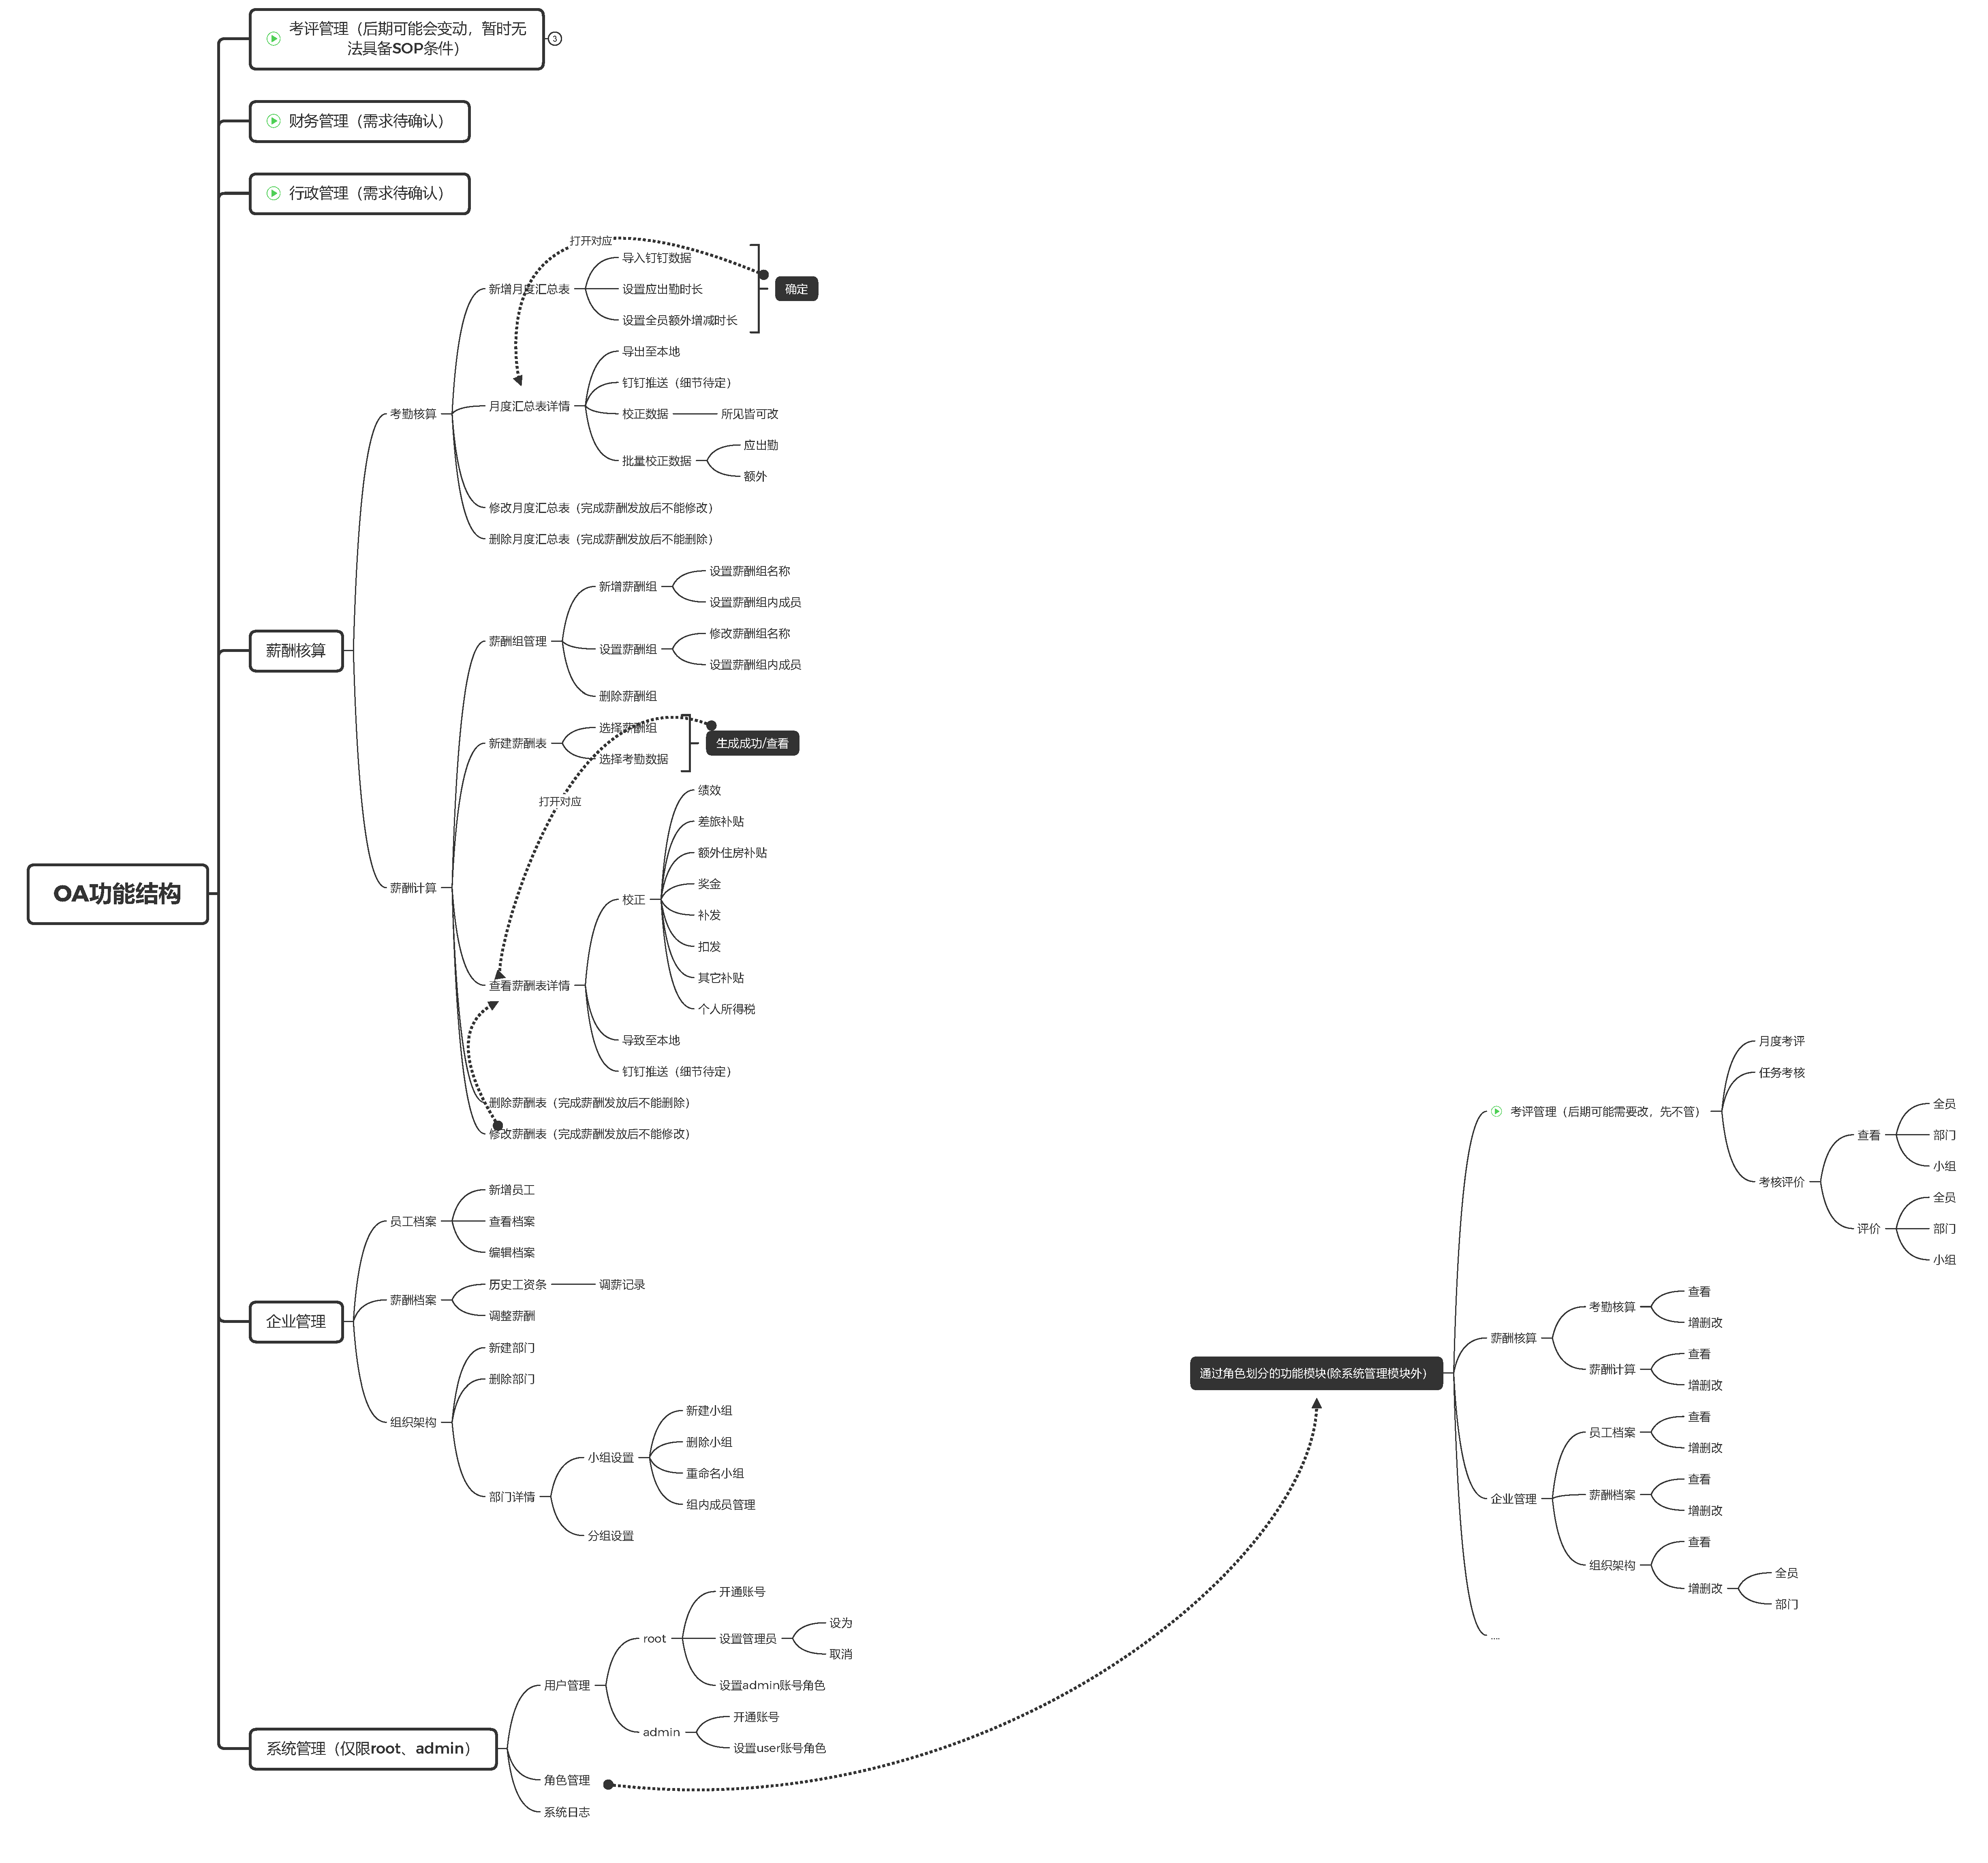 OA功能结构
考评管理（后期可能会变动，暂时无
法具备SOP条件）
3
财务管理（需求待确认）
行政管理（需求待确认）
薪酬核算
考勤核算
新增月度汇总表
导入钉钉数据
设置应出勤时长
设置全员额外增减时长
确定
打开对应
月度汇总表详情
导出至本地
钉钉推送（细节待定）
校正数据
所见皆可改
批量校正数据
应出勤
额外
修改月度汇总表（完成薪酬发放后不能修改）
删除月度汇总表（完成薪酬发放后不能删除）
薪酬计算
薪酬组管理
新增薪酬组
设置薪酬组名称
设置薪酬组内成员
设置薪酬组
修改薪酬组名称
设置薪酬组内成员
删除薪酬组
新建薪酬表
选择薪酬组
选择考勤数据
生成成功/查看
打开对应
查看薪酬表详情
校正
绩效
差旅补贴
额外住房补贴
奖金
补发
扣发
其它补贴
个人所得税
导致至本地
钉钉推送（细节待定）
删除薪酬表（完成薪酬发放后不能删除）
修改薪酬表（完成薪酬发放后不能修改）
企业管理
员工档案
新增员工
查看档案
编辑档案
薪酬档案
历史工资条
调薪记录
调整薪酬
组织架构
新建部门
删除部门
部门详情
小组设置
新建小组
删除小组
重命名小组
组内成员管理
分组设置
系统管理（仅限root、admin）
用户管理
root
开通账号
设置管理员
设为
取消
设置admin账号角色
admin
开通账号
设置user账号角色
角色管理
系统日志
通过角色划分的功能模块(除系统管理模块外）
考评管理（后期可能需要改，先不管）
月度考评
任务考核
考核评价
查看
全员
部门
小组
评价
全员
部门
小组
薪酬核算
考勤核算
查看
增删改
薪酬计算
查看
增删改
企业管理
员工档案
查看
增删改
薪酬档案
查看
增删改
组织架构
查看
增删改
全员
部门
....